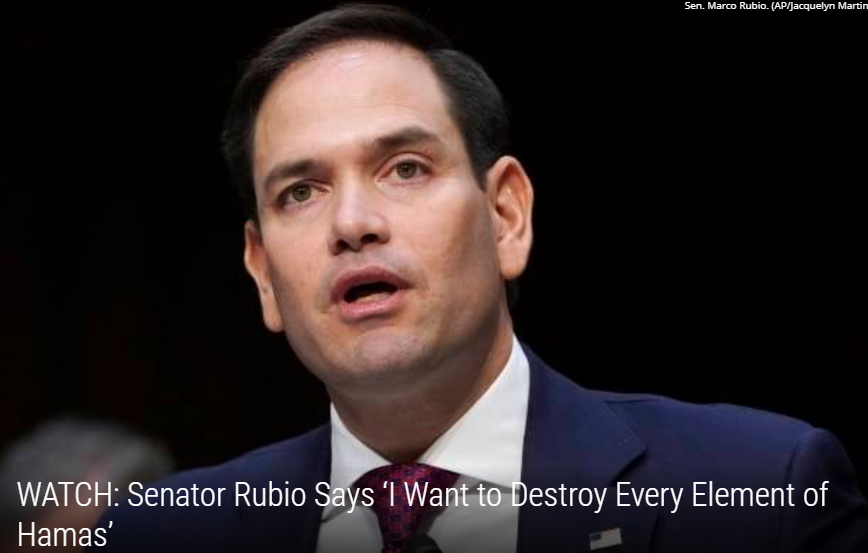 Sen. Marco Rubio. (AP/Jacquelyn Martin
WATCH: Senator Rubio Says ‘I Want to Destroy Every Element of
Hamas’